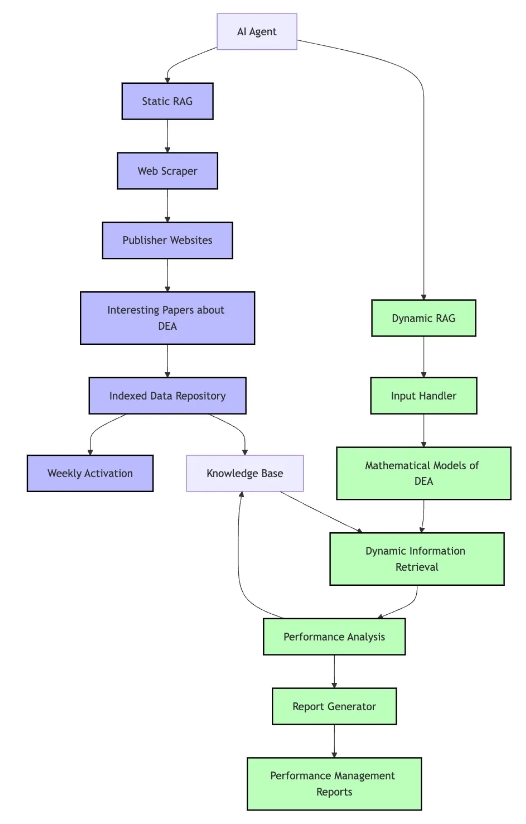 AI Agent
Static RAG
Web Scraper
Publisher Websites
Interesting Papers about
DEA
Dynamic RAG
Indexed Data Repository
Input Handler
Weekly Activation
Knowledge Base
Mathematical Models of
DEA
Dynamic Information
Retrieval
Performance Analysis
Report Generator
Performance Management
Reports